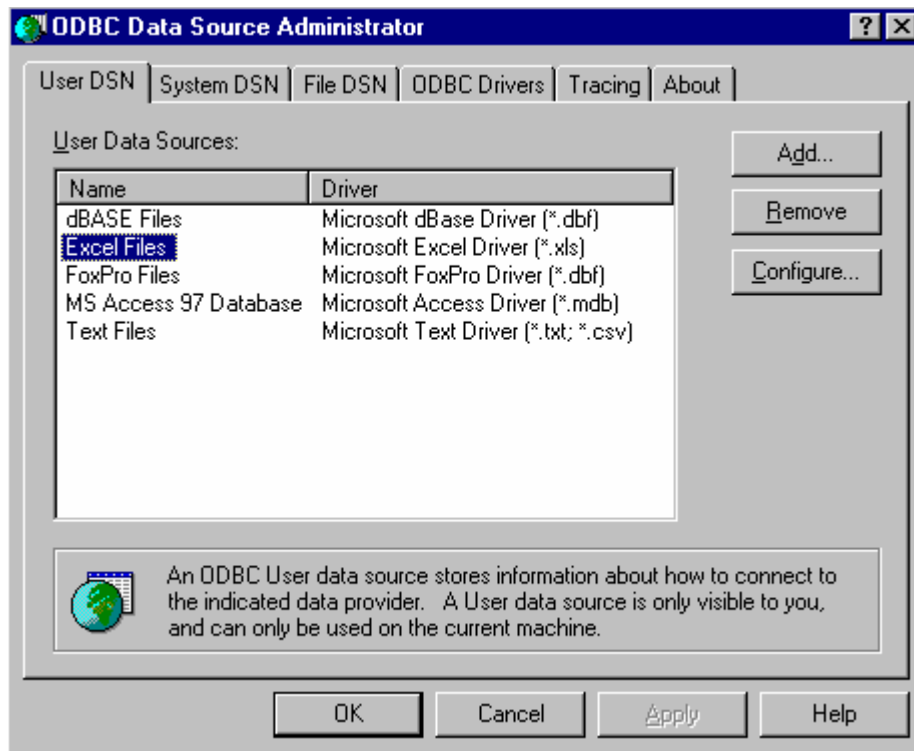 ODBC Data Source Administrator
User DSN System DSN File DSN ODBC Drivers Tracing About
User Data Sources:
Add...
Name Driver
dBASE Files Microsoft dBase Driver (*.dbf)
Remove
Excel Files Microsoft Excel Driver (*.xls)
FoxPro Files Microsoft FoxPro Driver (*.dbf)
Configure...
MS Access 97 Database Microsoft Access Driver (*.mdb)
Text Files Microsoft Text Driver (*.txt; *.csv)
An ODBC User data source stores information about how to connect to
the indicated data provider. A User data source is only visible to you,
and can only be used on the current machine.
OK Cancel Apply Help